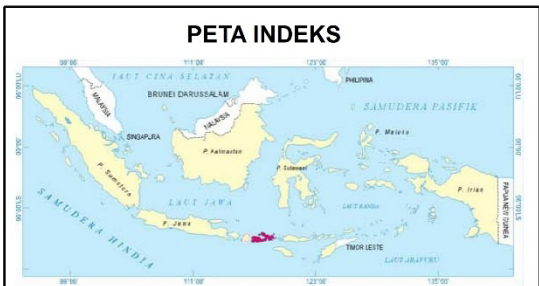 PETA INDEKS
99°00'
111°00'
123°00'
135°00'
LAUT CINA SELATAN
PHILIPINA
BRUNEI DARUSSALAM
MALAYSIA
MALAYSIA
SAMUDERA PASIFIK
SINGAPURA
P. Maluku
P. Kalimantan
P. Sulawesi
P. Sumatera
P. Irian
PAPUA NEW GUINEA
LAUT JAWA
LAUT BANDA
P. Jawa
SAMUDERA HINDIA
TIMOR LESTE
LAUT ARAFURU
99°00'
111°00'
123°00'
135°00'